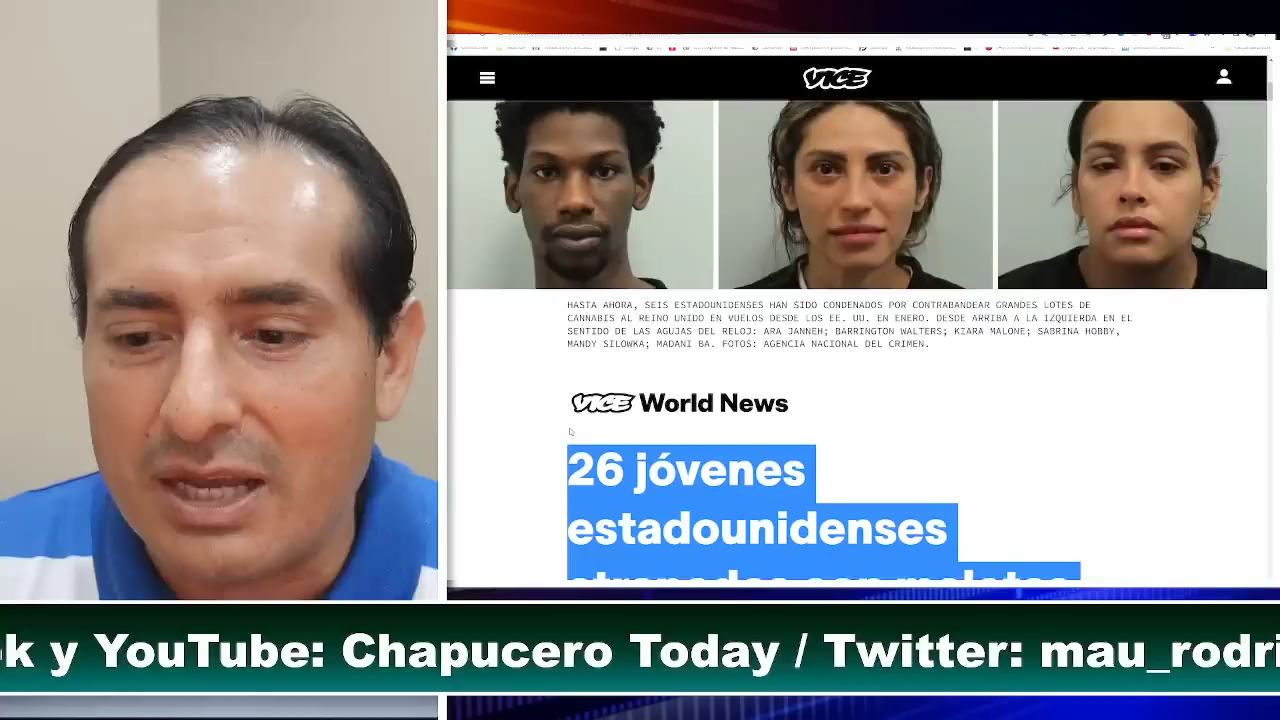 VICE
HASTA AHORA, SEIS ESTADOUNIDENSES HAN SIDO CONDENADOS POR CONTRABANDEAR GRANDES LOTES DE
CANNABIS AL REINO UNIDO EN VUELOS DESDE LOS EE. UU. EN ENERO. DESDE ARRIBA A LA IZQUIERDA EN EL
SENTIDO DE LAS AGUJAS DEL RELOJ: ARA JANNEH; BARRINGTON WALTERS; KIARA MALONE; SABRINA HOBBY,
MANDY SILOWKA; MADANI BA. FOTOS: AGENCIA NACIONAL DEL CRIMEN.
VICE World News
26 jóvenes
estadounidenses
atrapados con maletas
k y YouTube: Chapucero Today / Twitter: mau_rodri